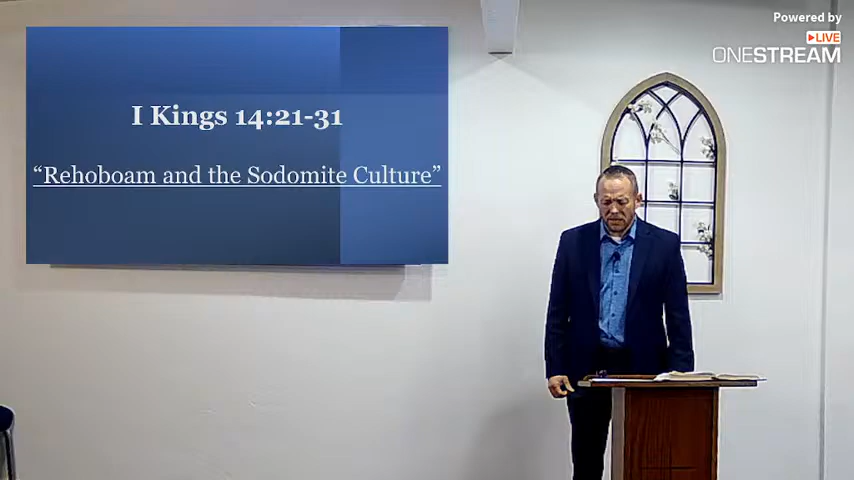 Powered by
LIVE
ONESTREAM
I Kings 14:21-31
“Rehoboam and the Sodomite Culture”